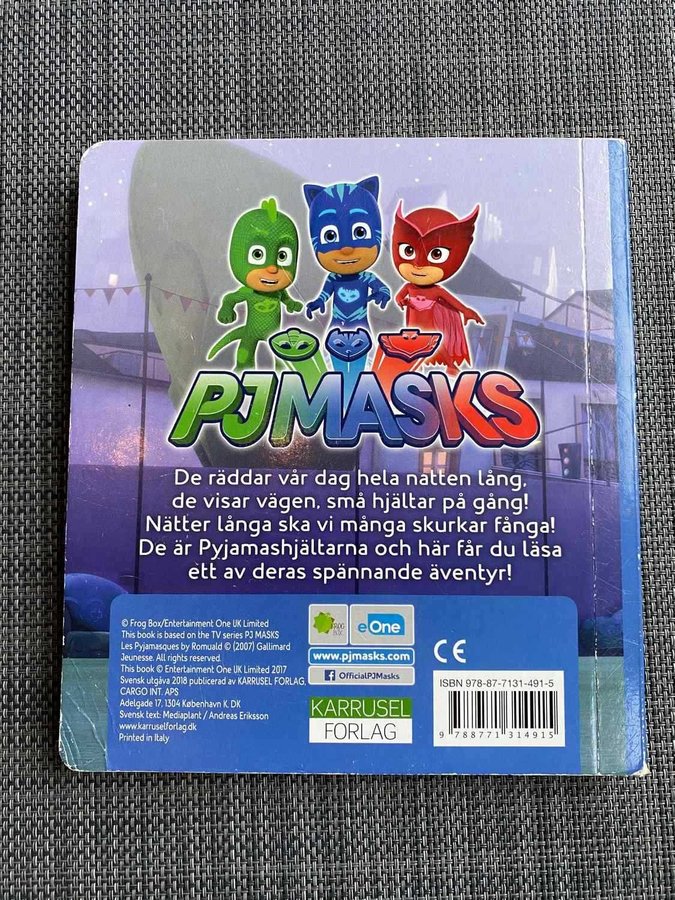 PJMASKS
De räddar vår dag hela natten lång,
de visar vägen, små hjältar på gång!
Nätter långa ska vi många skurkar fånga!
De är Pyjamashjältarna och här får du läsa
ett av deras spännande äventyr!
© Frog Box/Entertainment One UK Limited
This book is based on the TV series PJ MASKS
Les Pyjamasques by Romuald © (2007) Gallimard
Jeunesse. All rights reserved.
This book © Entertainment One UK Limited 2017
Svensk utgåva 2018 publicerad av KARRUSEL FORLAG,
CARGO INT. APS
Adelgade 17, 1304 København K, DK
Svensk text: Mediaplant / Andreas Eriksson
www.karruselforlag.dk
Printed in Italy
FROG
BOX
eOne
www.pjmasks.com
f OfficialPJMasks
KARRUSEL
FORLAG
CE
ISBN 978-87-7131-491-5
9 788771 314915